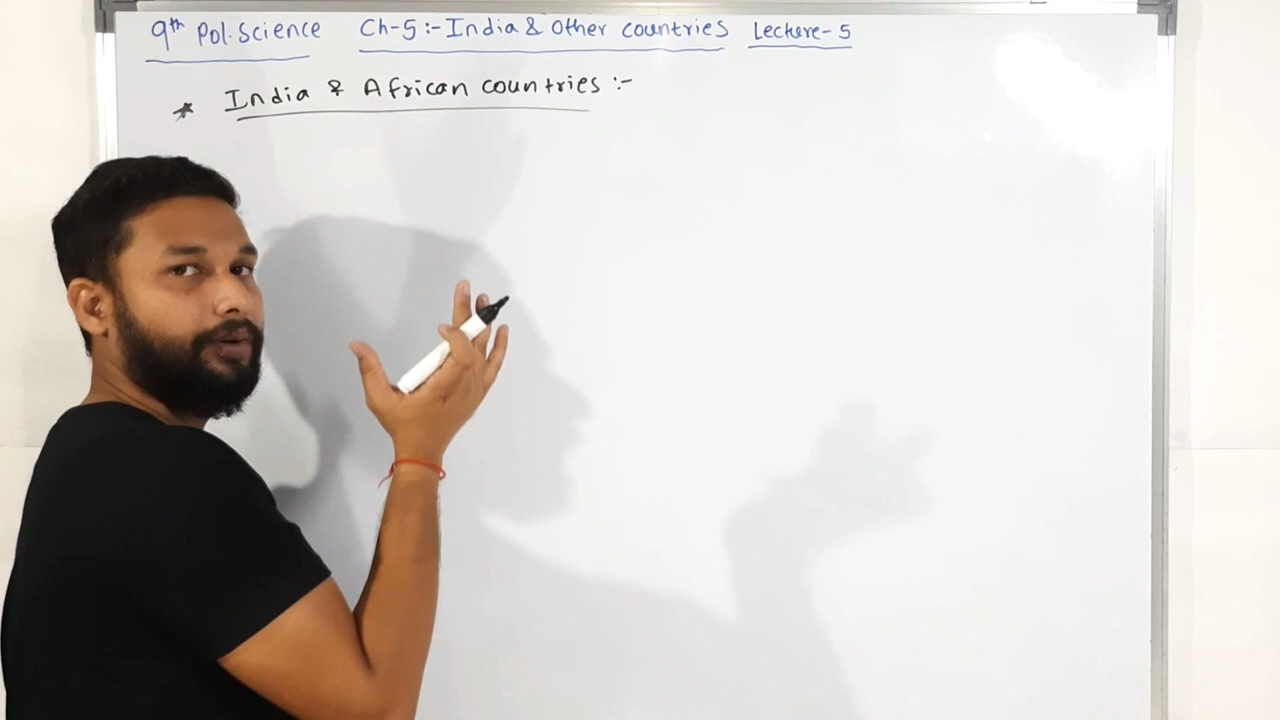 9th Pol. Science Ch-5 :- India & Other countries Lecture-5
* India & African countries :-